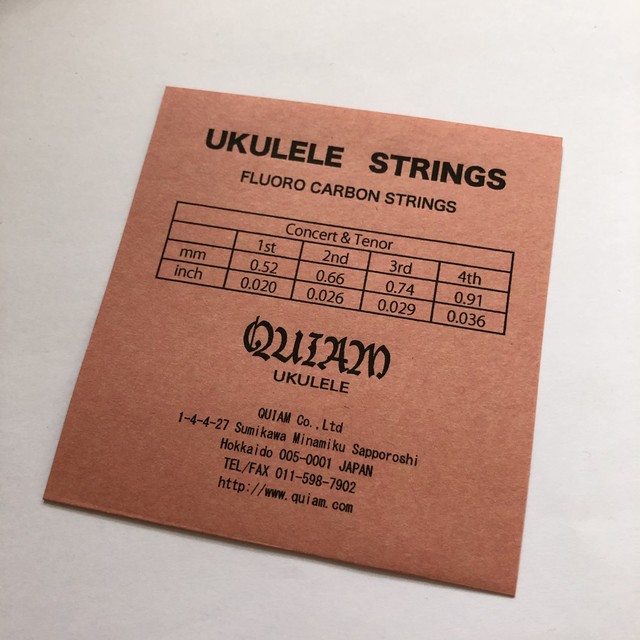 UKULELE STRINGS
FLUORO CARBON STRINGS
Concert & Tenor
1st 2nd 3rd 4th
mm 0.52 0.66 0.74 0.91
inch 0.020 0.026 0.029 0.036
QUIAM
UKULELE
QUIAM Co.,Ltd
1-4-4-27 Sumikawa Minamiku Sapporoshi
Hokkaido 005-0001 JAPAN
TEL/FAX 011-598-7902
http://www.quiam.com